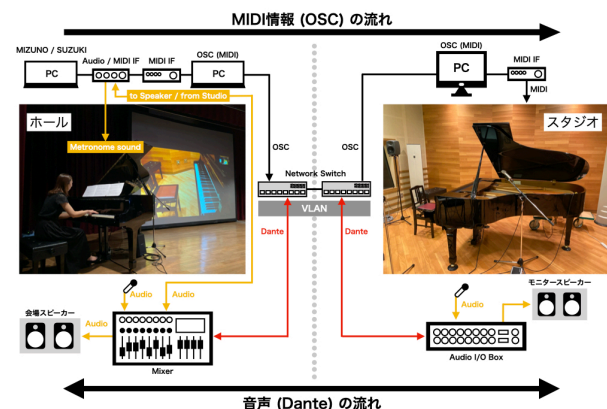 MIDI情報 (OSC) の流れ
MIZUNO / SUZUKI
Audio / MIDI IF
MIDI IF
OSC (MIDI)
PC
PC
to Speaker / from Studio
ホール
Metronome sound
OSC
Network Switch
VLAN
Dante
Dante
OSC
OSC (MIDI)
PC
MIDI IF
MIDI
スタジオ
Audio
Audio
会場スピーカー
Audio
Mixer
Audio
モニタースピーカー
Audio I/O Box
音声 (Dante) の流れ